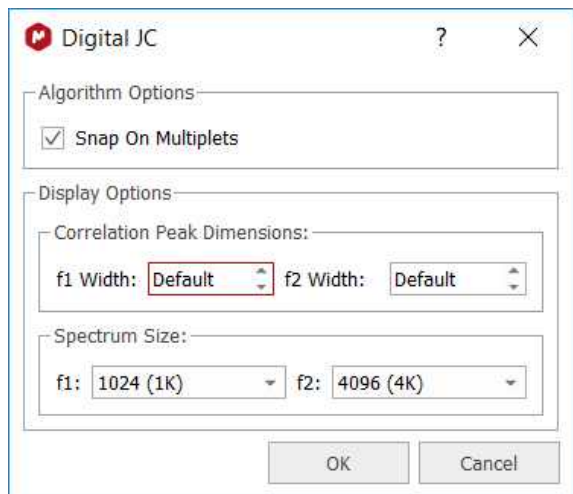 Digital JC ?
Algorithm Options
Snap On Multiplets
Display Options
Correlation Peak Dimensions:
f1 Width: Default f2 Width: Default
Spectrum Size:
f1: 1024 (1K) f2: 4096 (4K)
OK Cancel